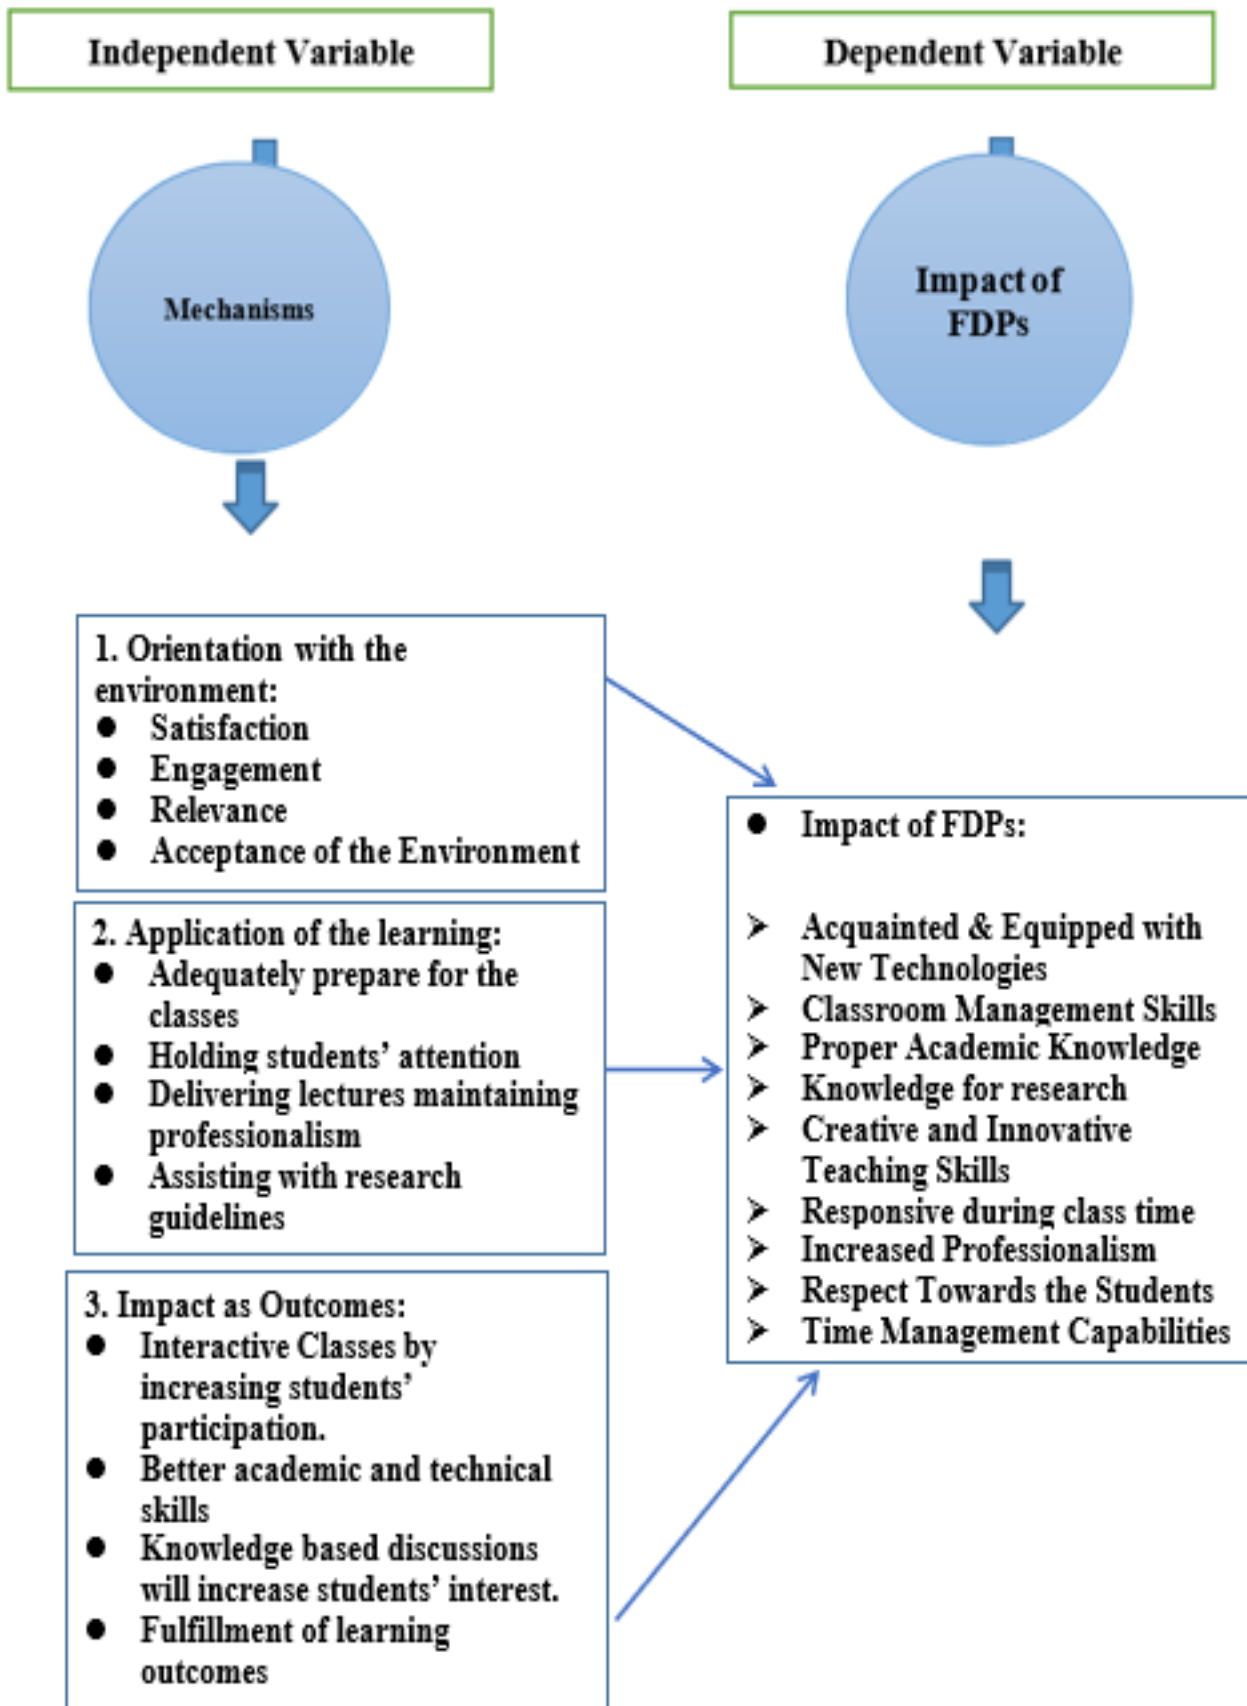 Independent Variable
Dependent Variable
Mechanisms
Impact of
FDPs
1. Orientation with the
environment:
● Satisfaction
● Engagement
● Relevance
● Acceptance of the Environment
2. Application of the learning:
● Adequately prepare for the
classes
● Holding students’ attention
● Delivering lectures maintaining
professionalism
● Assisting with research
guidelines
3. Impact as Outcomes:
● Interactive Classes by
increasing students’
participation.
● Better academic and technical
skills
● Knowledge based discussions
will increase students’ interest.
● Fulfillment of learning
outcomes
● Impact of FDPs:
➢ Acquainted & Equipped with
New Technologies
➢ Classroom Management Skills
➢ Proper Academic Knowledge
➢ Knowledge for research
➢ Creative and Innovative
Teaching Skills
➢ Responsive during class time
➢ Increased Professionalism
➢ Respect Towards the Students
➢ Time Management Capabilities